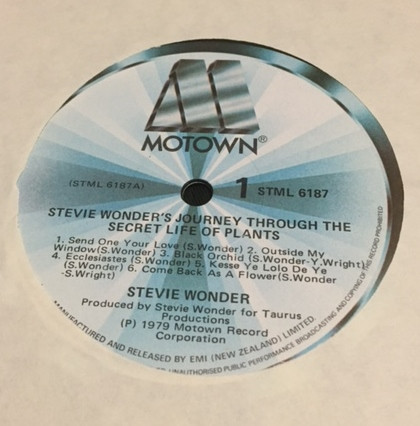 MOTOWN®
(STML 6187A)
1 STML 6187
STEVIE WONDER'S JOURNEY THROUGH THE
SECRET LIFE OF PLANTS
1. Send One Your Love (S.Wonder) 2. Outside My
Window(S.Wonder) 3. Black Orchid (S.Wonder-Y.Wright)
4. Ecclesiastes (S.Wonder) 5. Kesse Ye Lolo De Ye
(S.Wonder) 6. Come Back As A Flower(S.Wonder
-S.Wright)
STEVIE WONDER
Produced by Stevie Wonder for Taurus
Productions
(P) 1979 Motown Record
Corporation
MANUFACTURED AND RELEASED BY EMI (NEW ZEALAND) LIMITED.
UNAUTHORISED PUBLIC PERFORMANCE BROADCASTING AND COPYING OF THIS RECORD PROHIBITED